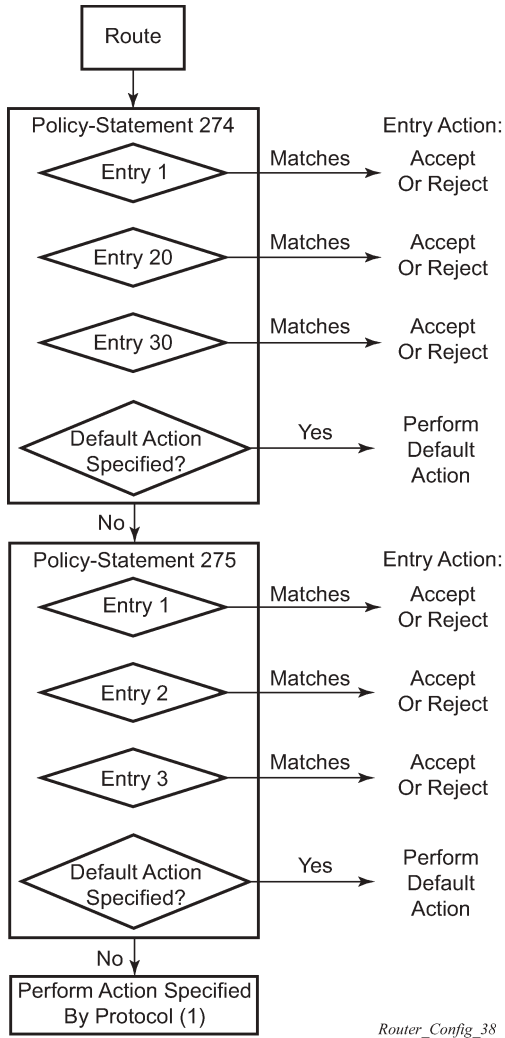 Route
Policy-Statement 274
Entry Action:
Entry 1
Matches
Accept
Or Reject
Entry 20
Matches
Accept
Or Reject
Entry 30
Matches
Accept
Or Reject
Default Action
Specified?
Yes
Perform
Default
Action
No
Policy-Statement 275
Entry Action:
Entry 1
Matches
Accept
Or Reject
Entry 2
Matches
Accept
Or Reject
Entry 3
Matches
Accept
Or Reject
Default Action
Specified?
Yes
Perform
Default
Action
No
Perform Action Specified
By Protocol (1)
Router_Config_38